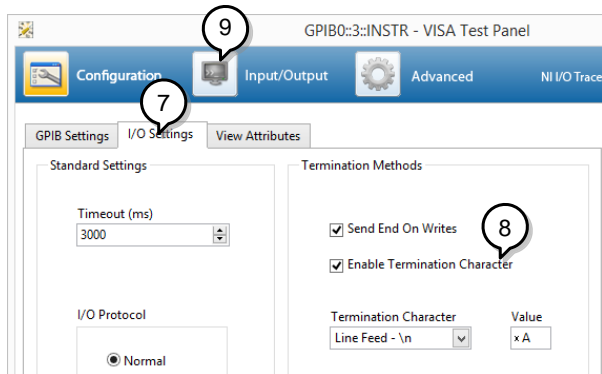 GPIB0::3::INSTR - VISA Test Panel
9
Configuration
Input/Output
Advanced
NI I/O Trace
7
GPIB Settings
I/O Settings
View Attributes
Standard Settings
Timeout (ms)
3000
I/O Protocol
Normal
Termination Methods
Send End On Writes
8
Enable Termination Character
Termination Character
Value
Line Feed - \n
xA